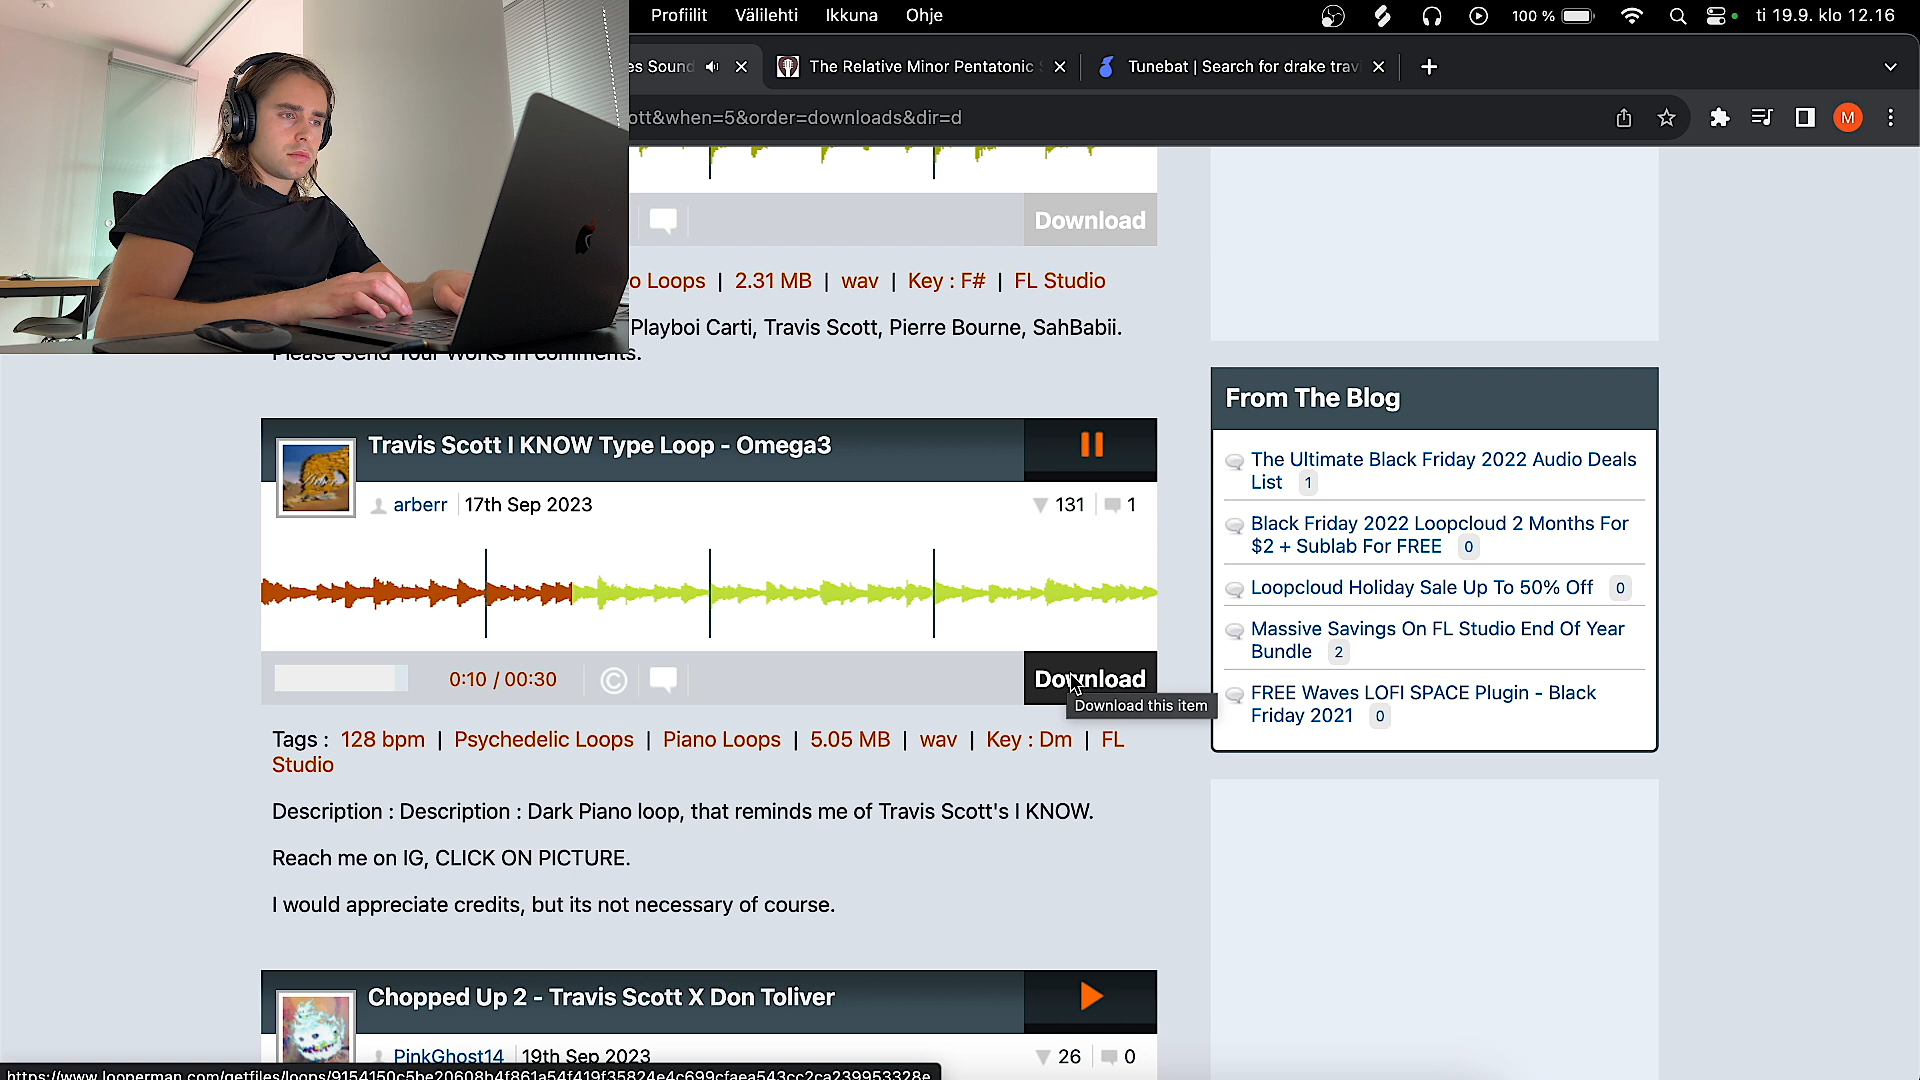 Profiilit Välilehti Ikkuna Ohje 100 % ti 19.9. klo 12.16
es Sound The Relative Minor Pentatonic Tunebat | Search for drake trav
ott&when=5&order=downloads&dir=d M
Download
o Loops | 2.31 MB | wav | Key : F# | FL Studio
Playboi Carti, Travis Scott, Pierre Bourne, SahBabii.
Please Send Your Works in comments.
Travis Scott I KNOW Type Loop - Omega3
arberr 17th Sep 2023 131 1
0:10 / 00:30 © Download
Download this item
Tags : 128 bpm | Psychedelic Loops | Piano Loops | 5.05 MB | wav | Key : Dm | FL
Studio
Description : Description : Dark Piano loop, that reminds me of Travis Scott's I KNOW.
Reach me on IG, CLICK ON PICTURE.
I would appreciate credits, but its not necessary of course.
Chopped Up 2 - Travis Scott X Don Toliver
PinkGhost14 19th Sep 2023 26 0
From The Blog
The Ultimate Black Friday 2022 Audio Deals
List 1
Black Friday 2022 Loopcloud 2 Months For
$2 + Sublab For FREE 0
Loopcloud Holiday Sale Up To 50% Off 0
Massive Savings On FL Studio End Of Year
Bundle 2
FREE Waves LOFI SPACE Plugin - Black
Friday 2021 0